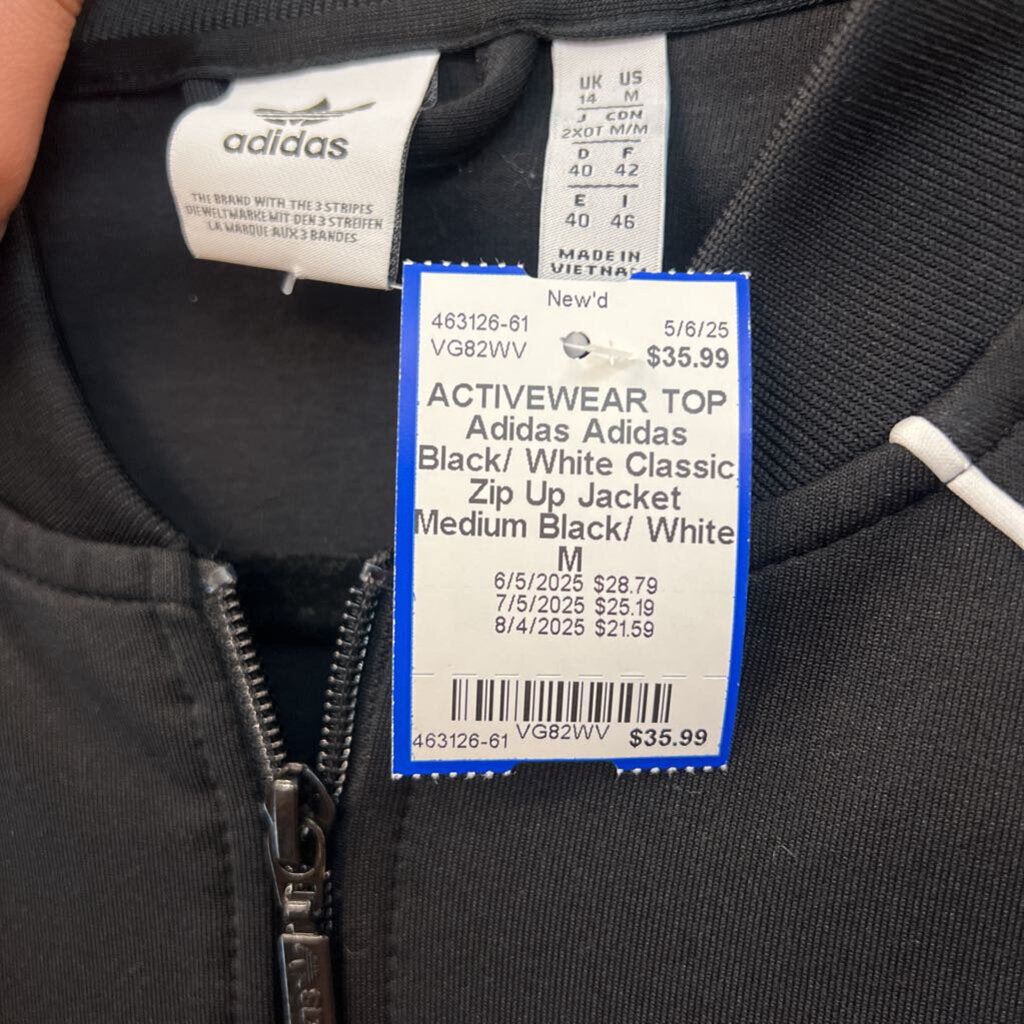 adidas
THE BRAND WITH THE 3 STRIPES
DIE WELTMARKE MIT DEN 3 STREIFEN
LA MARQUE AUX 3 BANDES
UK US
14 M
J CDN
2XOT M/M
D F
40 42
E I
40 46
MADE IN
VIETNA
New'd
463126-61 5/6/25
VG82WV $35.99
ACTIVEWEAR TOP
Adidas Adidas
Black/ White Classic
Zip Up Jacket
Medium Black/ White
M
6/5/2025 $28.79
7/5/2025 $25.19
8/4/2025 $21.59
463126-61 VG82WV $35.99